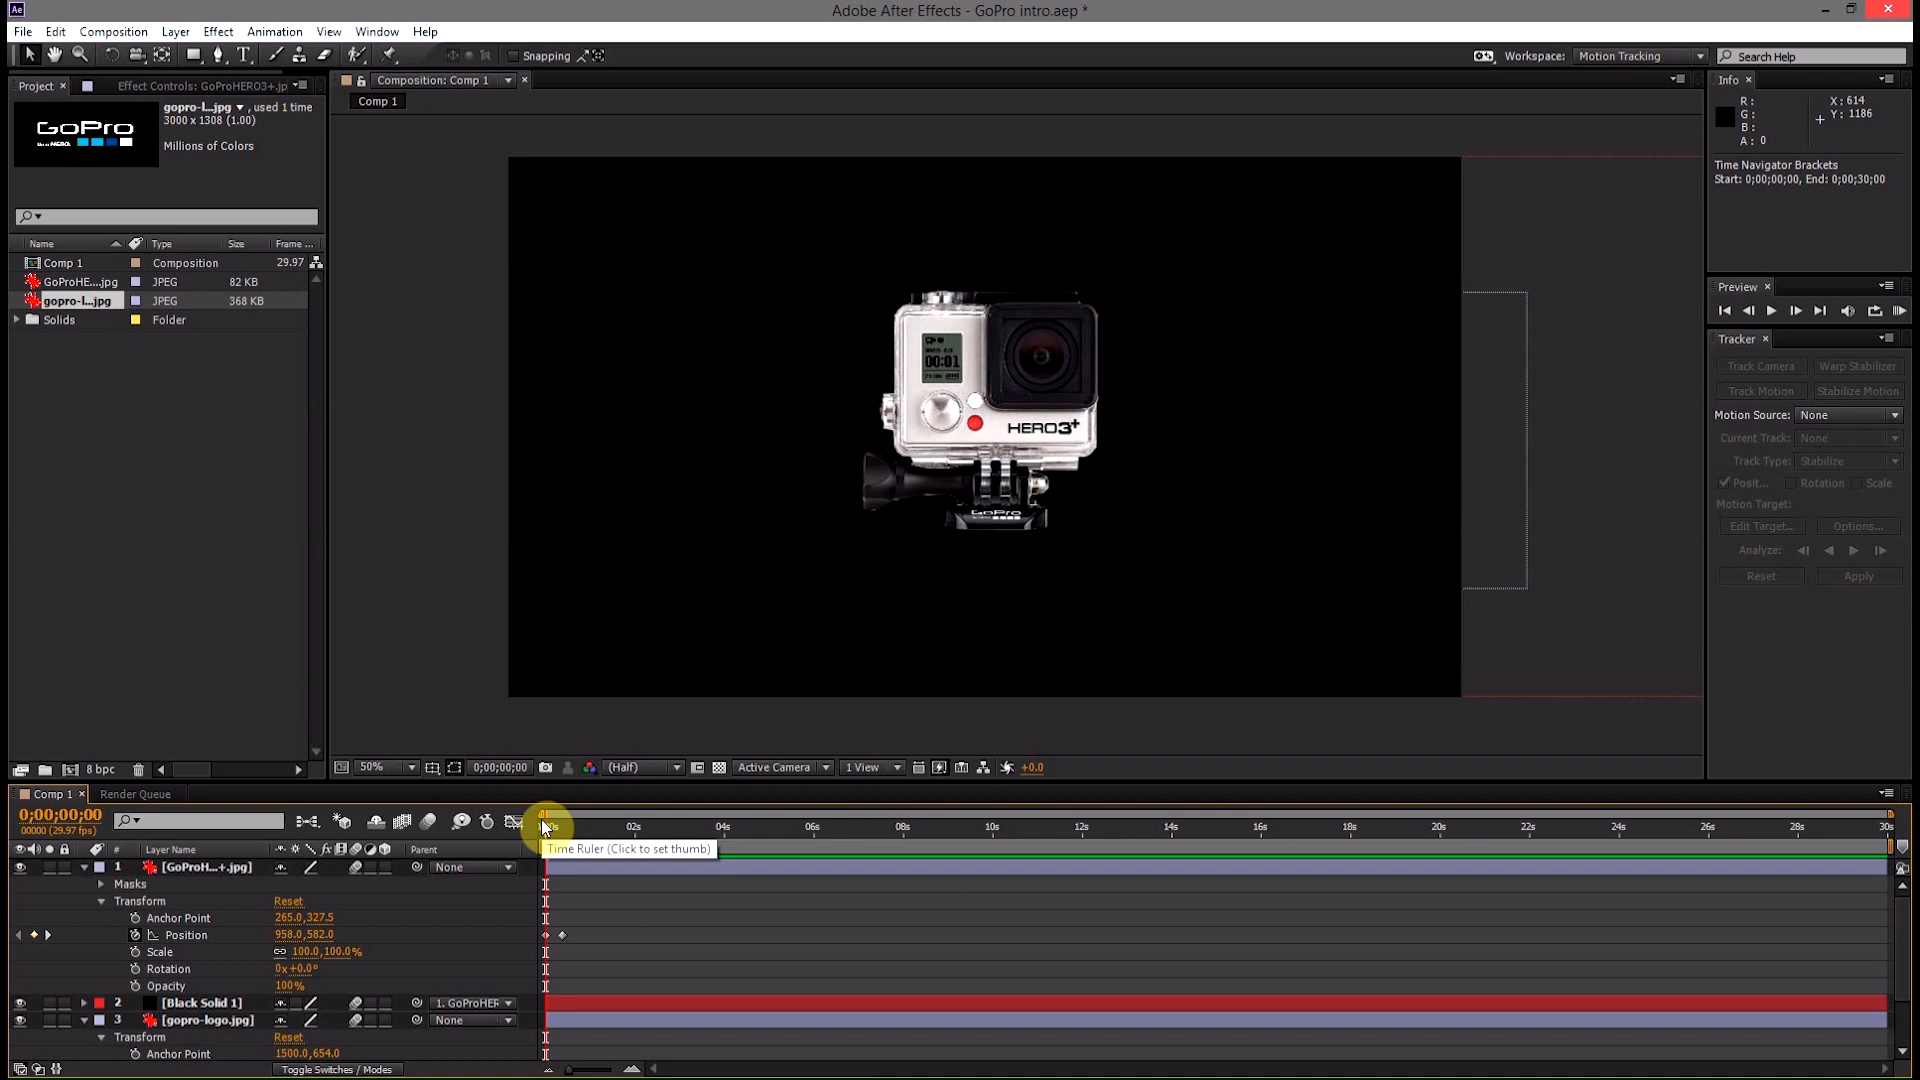 Ae
Adobe After Effects - GoPro intro.aep *
File Edit Composition Layer Effect Animation View Window Help
Snapping
Workspace: Motion Tracking
Search Help
Project × Effect Controls: GoProHERO3+.jp
gopro-l...jpg ▼ , used 1 time
3000 x 1308 (1.00)
Millions of Colors
GoPro
Name Type Size Frame ...
Comp 1 Composition 29.97
GoProHE....jpg JPEG 82 KB
gopro-l...jpg JPEG 368 KB
Solids Folder
8 bpc
Composition: Comp 1
Comp 1
00:01
HERO3+
GoPro
50% 0;00;00;00 (Half) Active Camera 1 View +0.0
Info ×
R: X: 614
G: Y: 1186
B:
A: 0
Time Navigator Brackets
Start: 0;00;00;00, End: 0;00;30;00
Preview ×
Tracker ×
Track Camera Warp Stabilizer
Track Motion Stabilize Motion
Motion Source: None
Current Track: None
Track Type: Stabilize
Posit... Rotation Scale
Motion Target:
Edit Target... Options...
Analyze:
Reset Apply
Comp 1 × Render Queue
0;00;00;00
00000 (29.97 fps)
02s 04s 06s 08s 10s 12s 14s 16s 18s 20s 22s 24s 26s 28s 30s
Time Ruler (Click to set thumb)
# Layer Name fx Parent
1 [GoProH...+.jpg] None
Masks
Transform Reset
Anchor Point 265.0,327.5
Position 958.0,582.0
Scale 100.0,100.0%
Rotation 0x+0.0°
Opacity 100%
2 [Black Solid 1] 1. GoProHER
3 [gopro-logo.jpg] None
Transform Reset
Anchor Point 1500.0,654.0
Toggle Switches / Modes